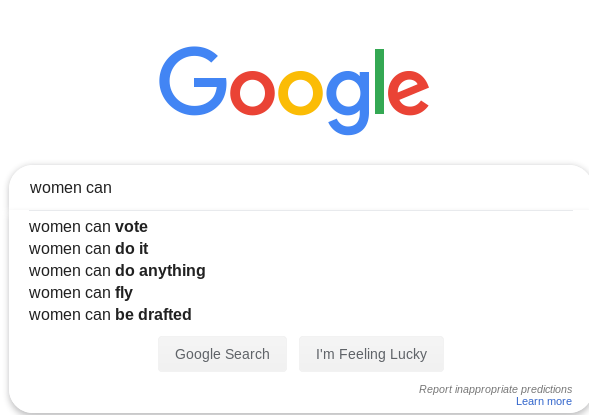 Google
women can
women can vote
women can do it
women can do anything
women can fly
women can be drafted
Google Search
I'm Feeling Lucky
Report inappropriate predictions
Learn more